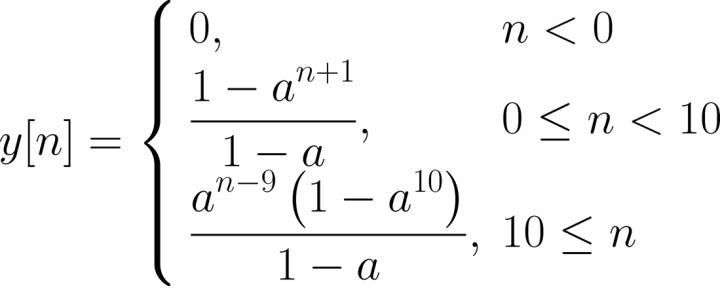 y[n] = { 0, n < 0
(1 − a^{n+1}) / (1 − a), 0 ≤ n < 10
a^{n−9} (1 − a^{10}) / (1 − a), 10 ≤ n